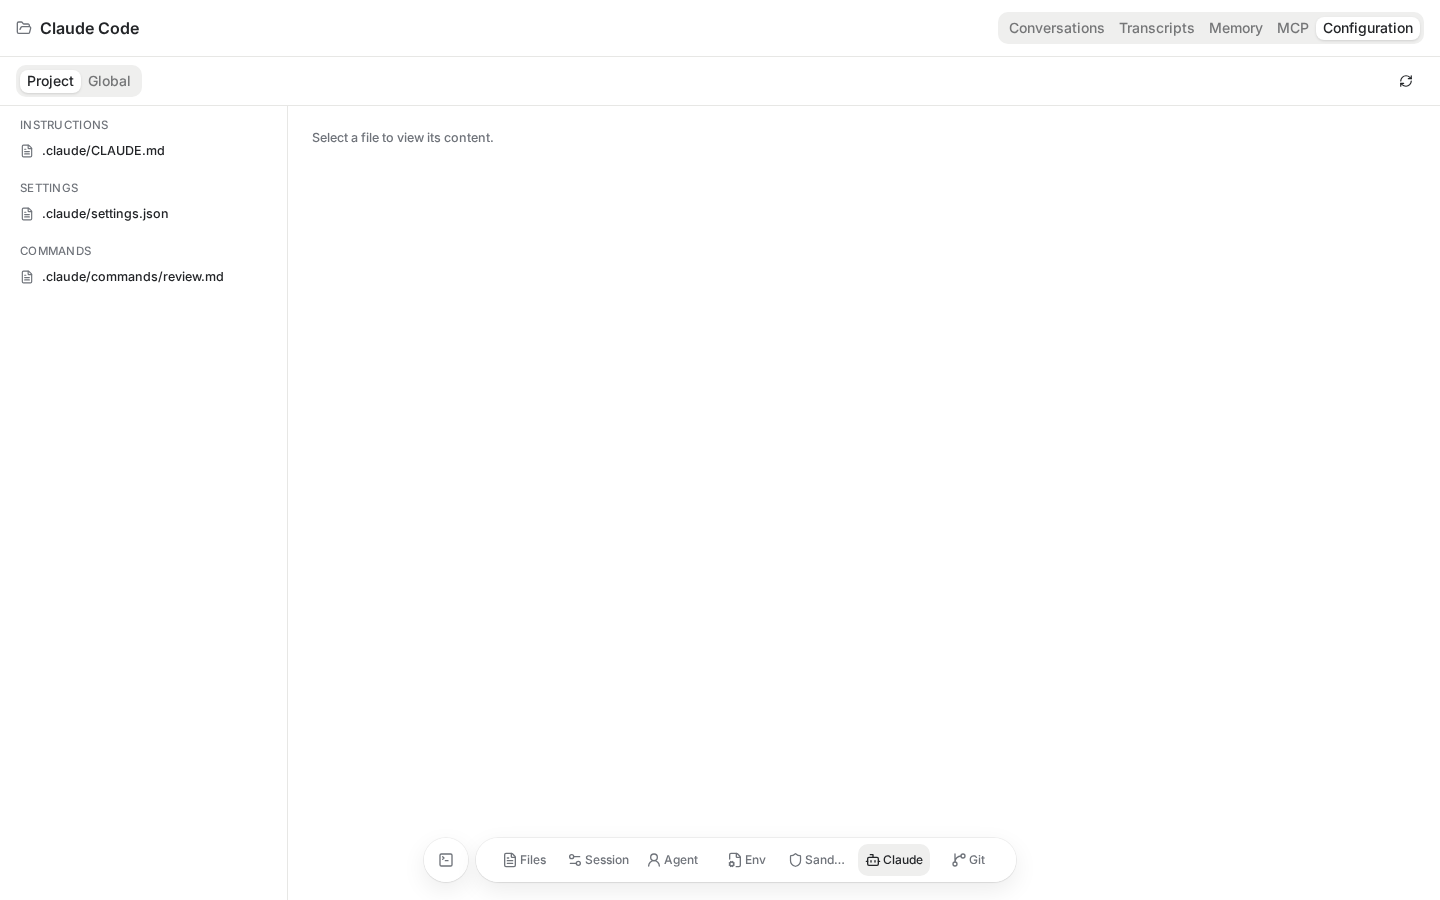 Claude Code
Conversations Transcripts Memory MCP Configuration
Project Global
INSTRUCTIONS
.claude/CLAUDE.md
SETTINGS
.claude/settings.json
COMMANDS
.claude/commands/review.md
Select a file to view its content.
Files Session Agent Env Sand... Claude Git